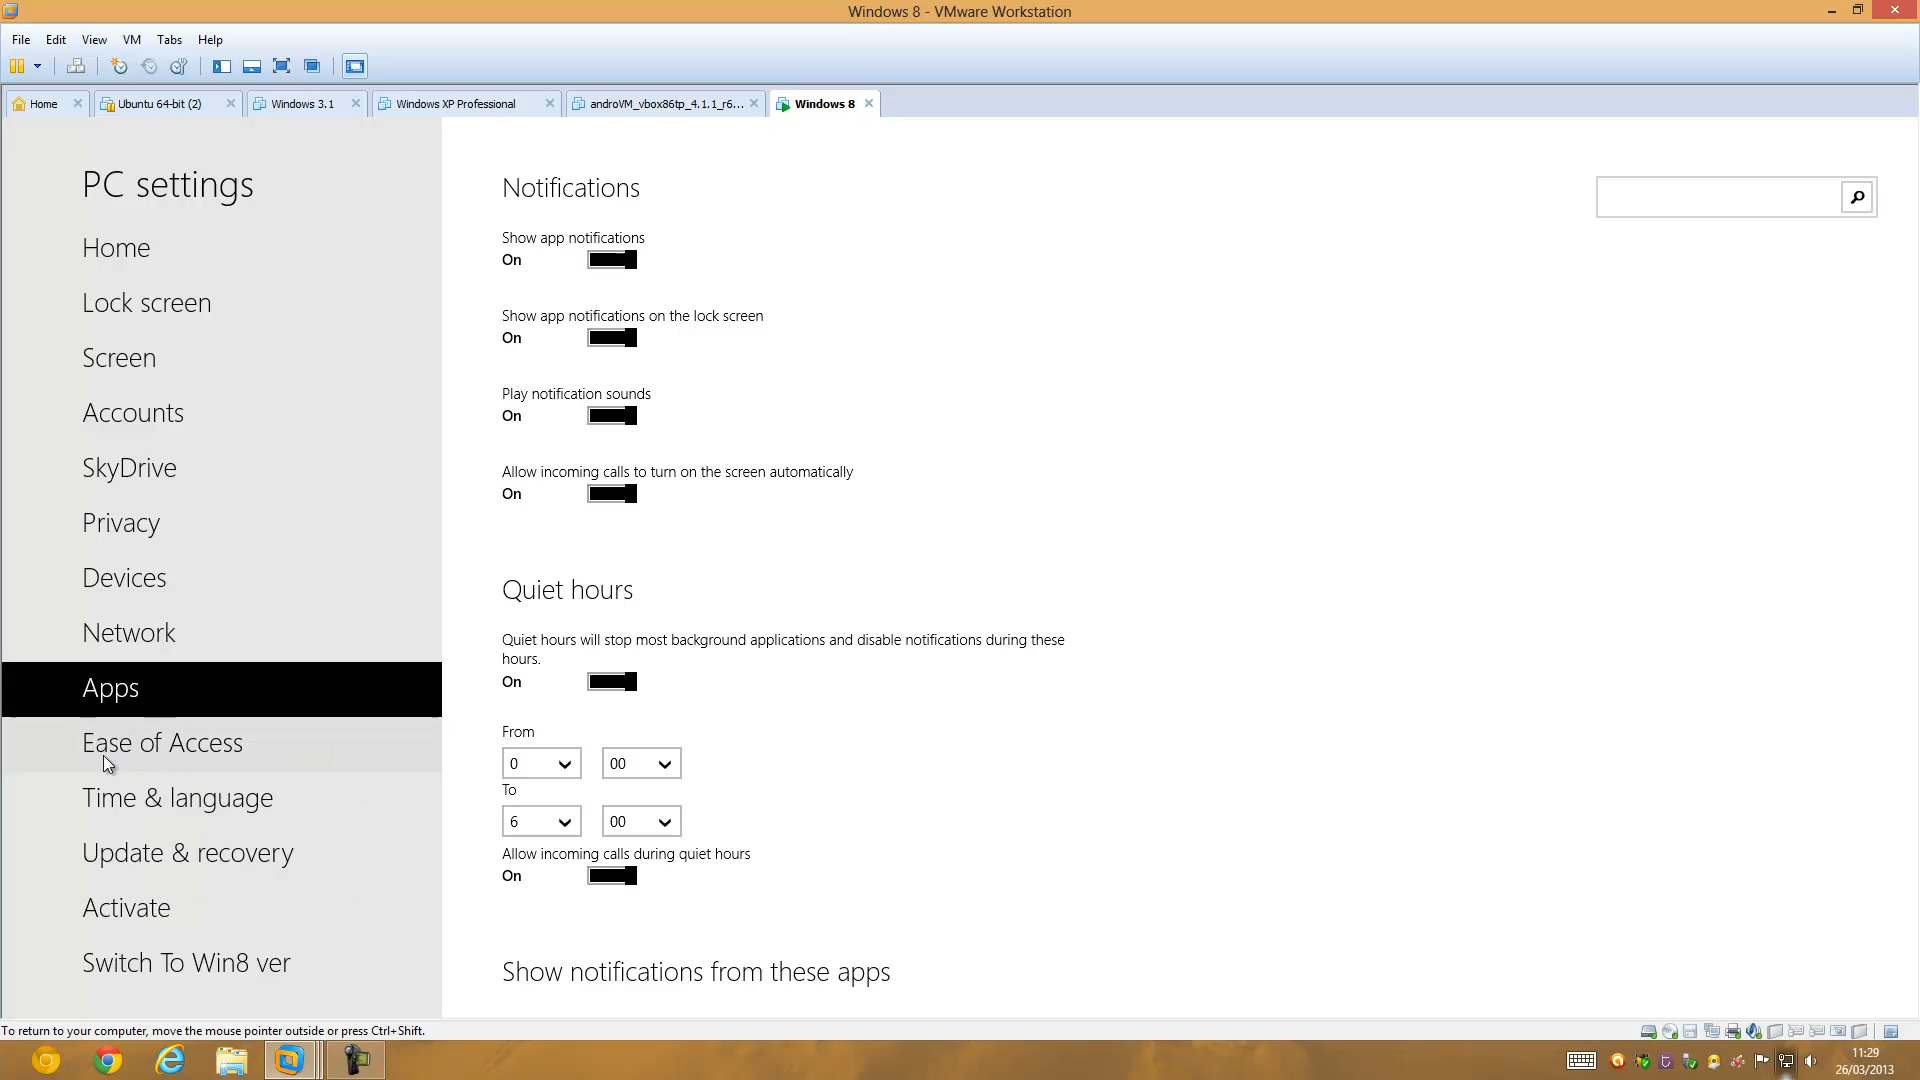 Windows 8 - VMware Workstation
File Edit View VM Tabs Help
Home
Ubuntu 64-bit (2)
Windows 3.1
Windows XP Professional
androVM_vbox86tp_4.1.1_r6...
Windows 8
PC settings
Home
Lock screen
Screen
Accounts
SkyDrive
Privacy
Devices
Network
Apps
Ease of Access
Time & language
Update & recovery
Activate
Switch To Win8 ver
Notifications
Show app notifications
On
Show app notifications on the lock screen
On
Play notification sounds
On
Allow incoming calls to turn on the screen automatically
On
Quiet hours
Quiet hours will stop most background applications and disable notifications during these
hours.
On
From
0 00
To
6 00
Allow incoming calls during quiet hours
On
Show notifications from these apps
To return to your computer, move the mouse pointer outside or press Ctrl+Shift.
11:29
26/03/2013